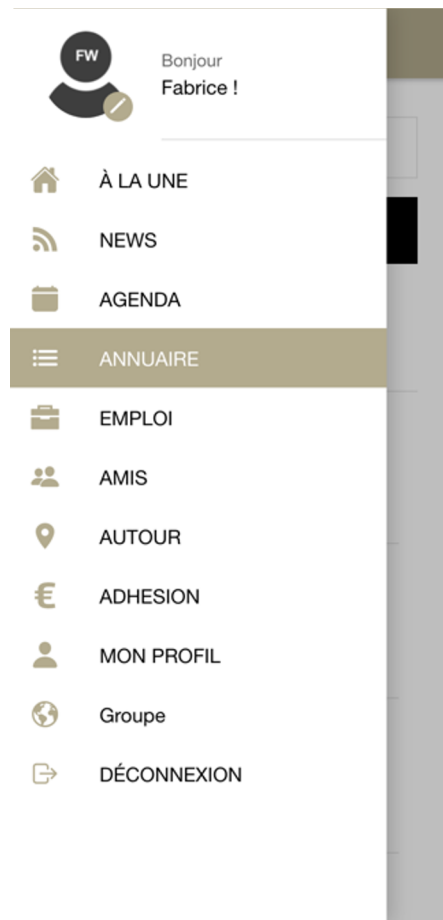 FW
Bonjour
Fabrice !
À LA UNE
NEWS
AGENDA
ANNUAIRE
EMPLOI
AMIS
AUTOUR
€ ADHESION
MON PROFIL
Groupe
DÉCONNEXION